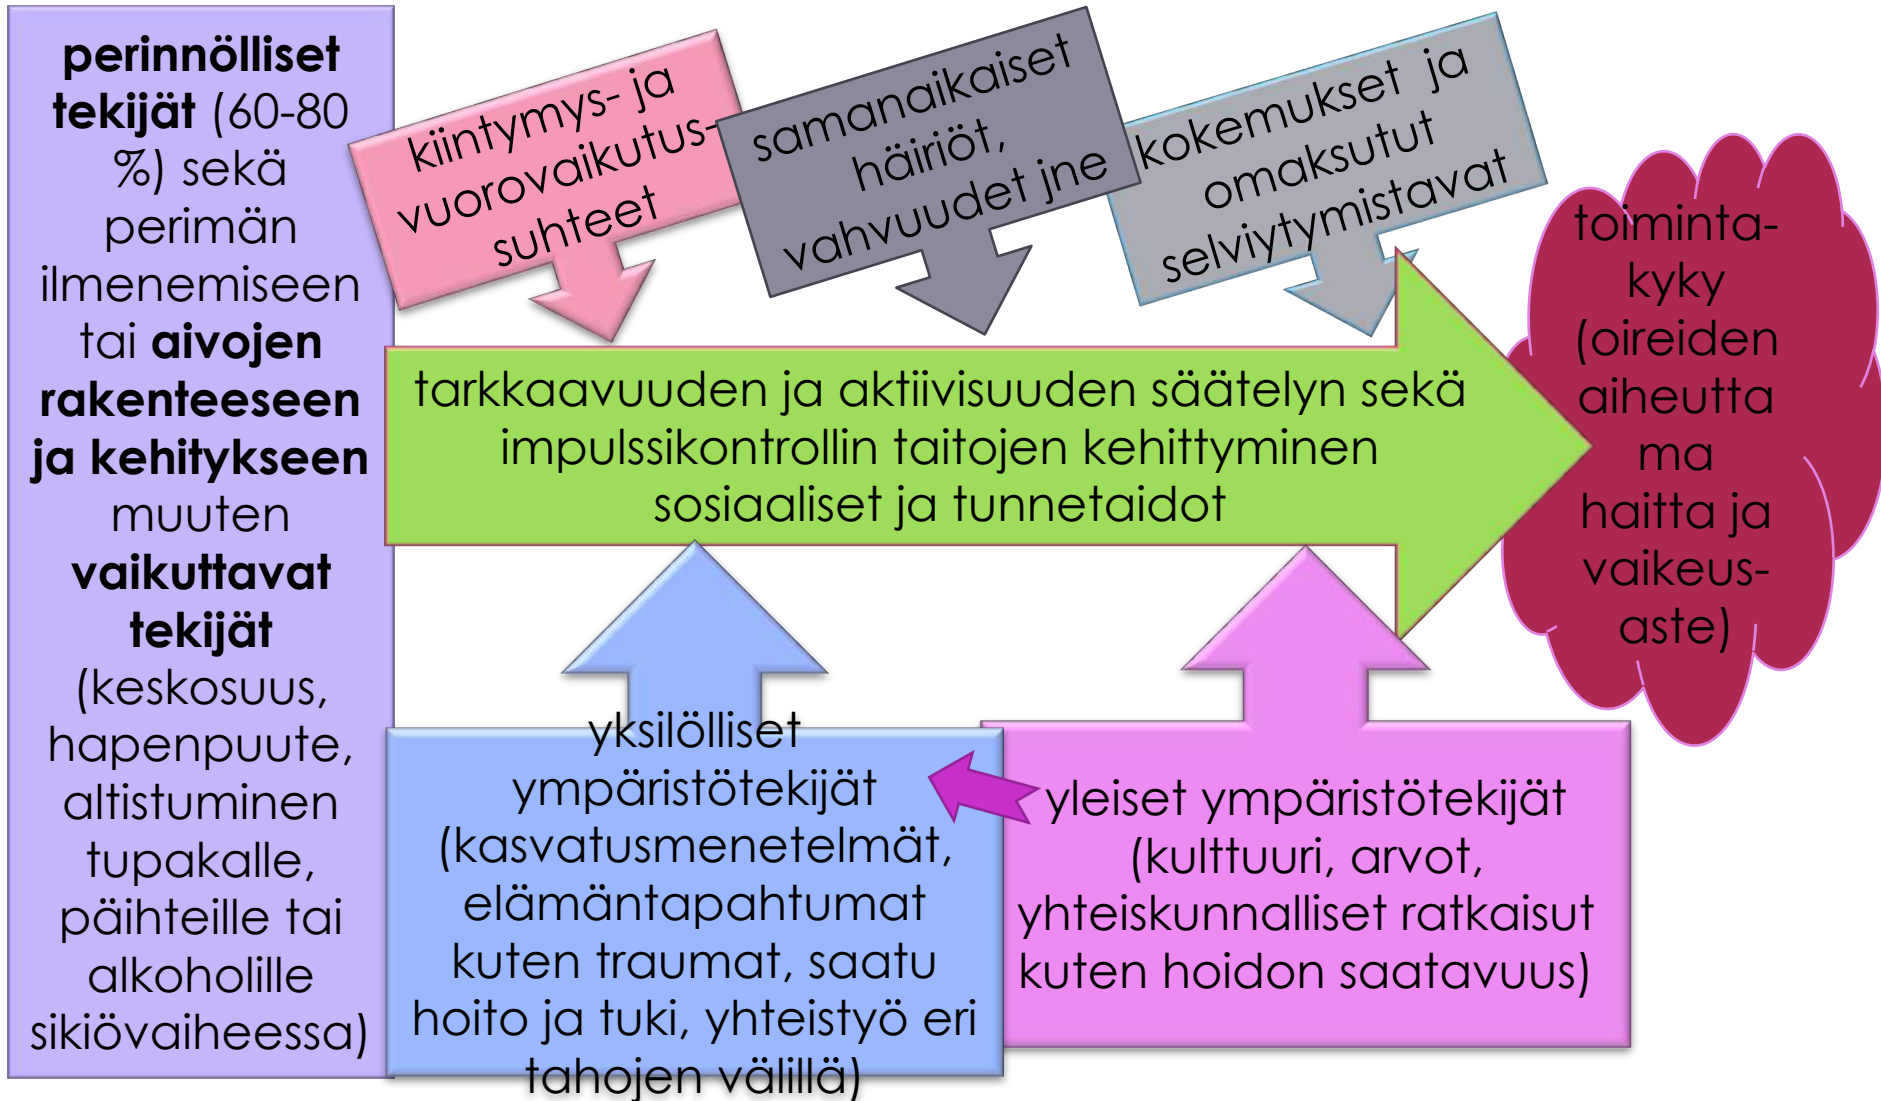 perinnölliset
tekijät (60-80
%) sekä
perimän
ilmenemiseen
tai aivojen
rakenteeseen
ja kehitykseen
muuten
vaikuttavat
tekijät
(keskosuus,
hapenpuute,
altistuminen
tupakalle,
päihteille tai
alkoholille
sikiövaiheessa)
kiintymys- ja
vuorovaikutus-
suhteet
samanaikaiset
häiriöt,
vahvuudet jne
kokemukset ja
omaksutut
selviytymistavat
tarkkaavuuden ja aktiivisuuden säätelyn sekä
impulssikontrollin taitojen kehittyminen
sosiaaliset ja tunnetaidot
toiminta-
kyky
(oireiden
aiheutta
ma
haitta ja
vaikeus-
aste)
yksilölliset
ympäristötekijät
(kasvatusmenetelmät,
elämäntapahtumat
kuten traumat, saatu
hoito ja tuki, yhteistyö eri
tahojen välillä)
yleiset ympäristötekijät
(kulttuuri, arvot,
yhteiskunnalliset ratkaisut
kuten hoidon saatavuus)